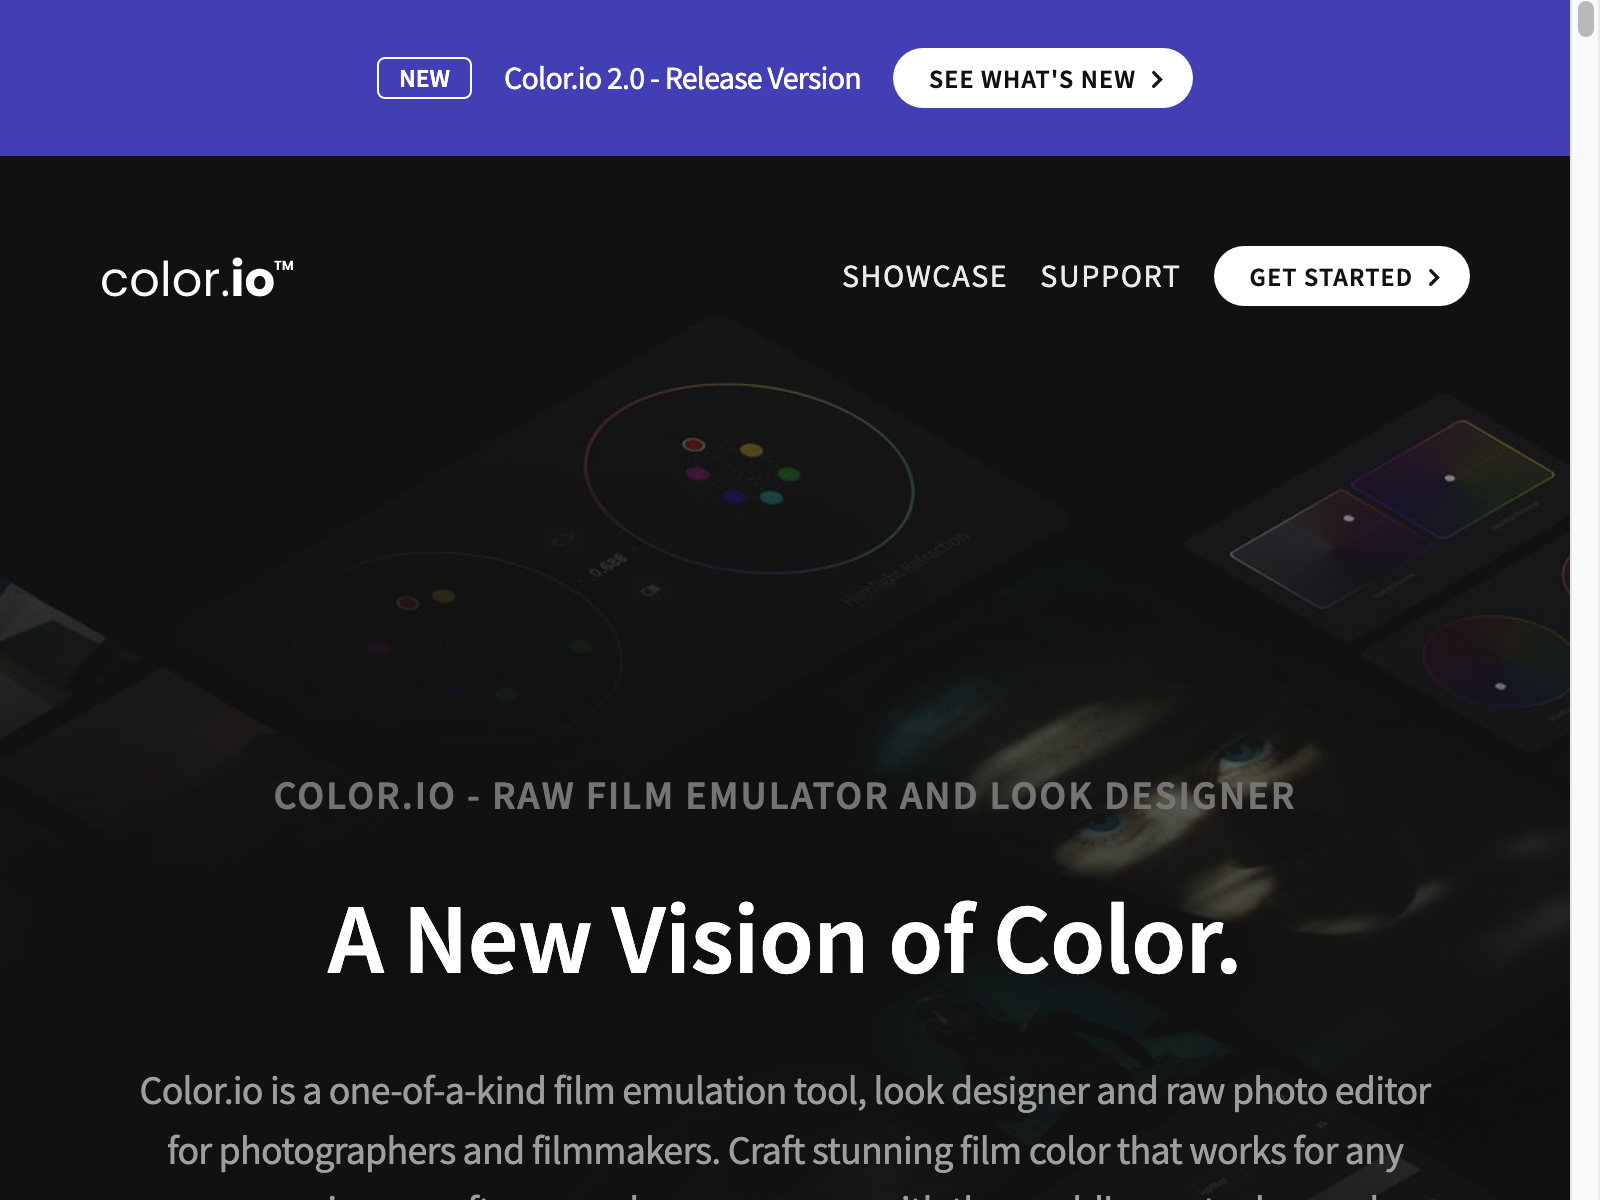 NEW
Color.io 2.0 - Release Version
SEE WHAT'S NEW
color.io™
SHOWCASE
SUPPORT
GET STARTED
0.688
Highlight Refraction
COLOR.IO - RAW FILM EMULATOR AND LOOK DESIGNER
A New Vision of Color.
Color.io is a one-of-a-kind film emulation tool, look designer and raw photo editor
for photographers and filmmakers. Craft stunning film color that works for any